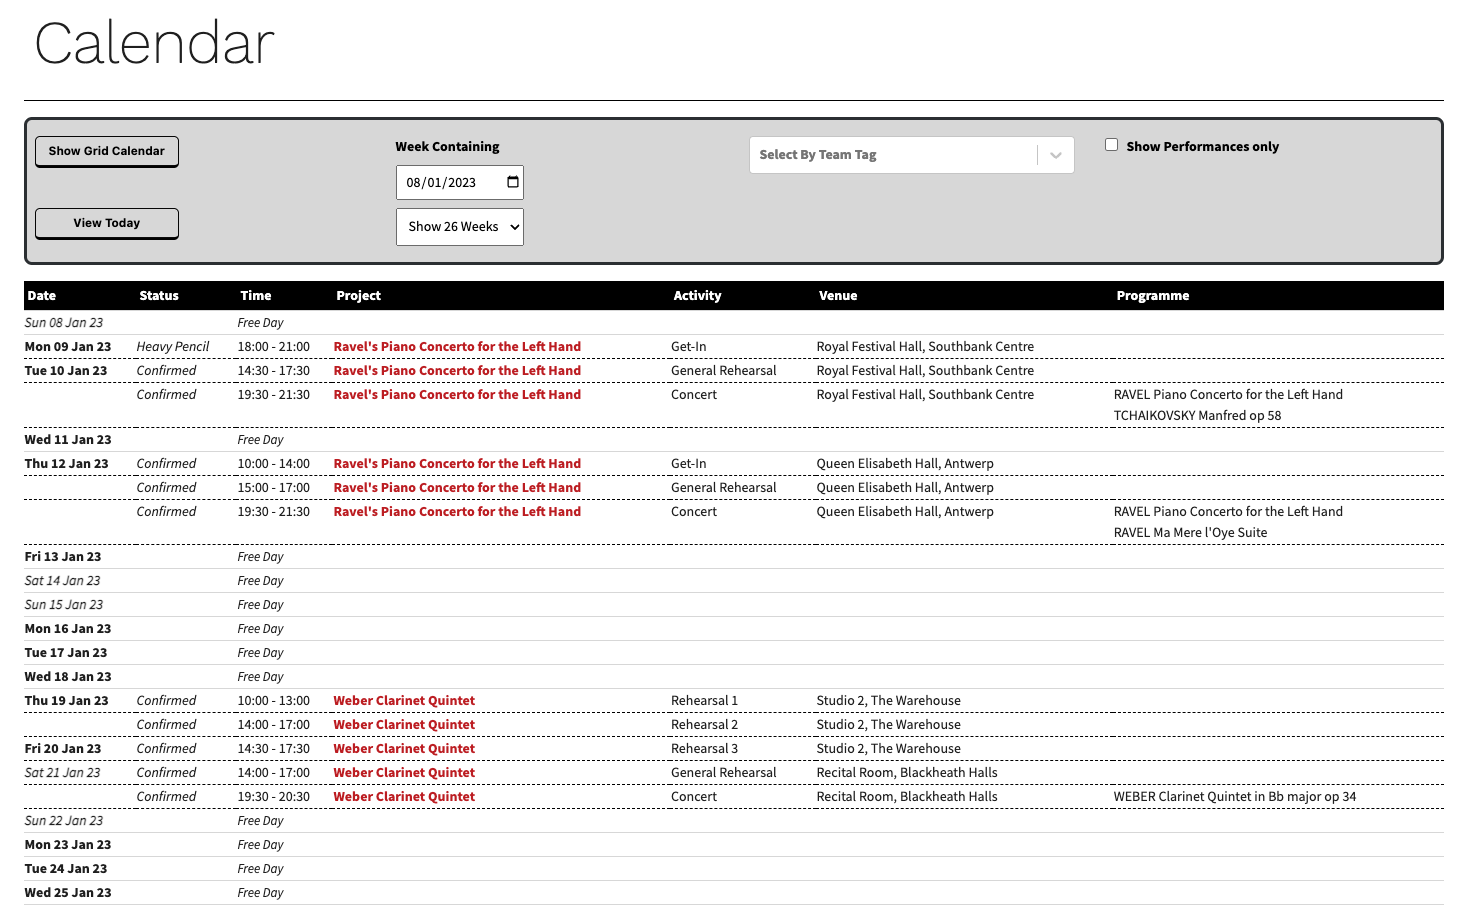 Calendar
Show Grid Calendar
Week Containing
Select By Team Tag
Show Performances only
08/01/2023
View Today
Show 26 Weeks
Date Status Time Project Activity Venue Programme
Sun 08 Jan 23 Free Day
Mon 09 Jan 23 Heavy Pencil 18:00 - 21:00 Ravel's Piano Concerto for the Left Hand Get-In Royal Festival Hall, Southbank Centre
Tue 10 Jan 23 Confirmed 14:30 - 17:30 Ravel's Piano Concerto for the Left Hand General Rehearsal Royal Festival Hall, Southbank Centre
Confirmed 19:30 - 21:30 Ravel's Piano Concerto for the Left Hand Concert Royal Festival Hall, Southbank Centre RAVEL Piano Concerto for the Left Hand
TCHAIKOVSKY Manfred op 58
Wed 11 Jan 23 Free Day
Thu 12 Jan 23 Confirmed 10:00 - 14:00 Ravel's Piano Concerto for the Left Hand Get-In Queen Elisabeth Hall, Antwerp
Confirmed 15:00 - 17:00 Ravel's Piano Concerto for the Left Hand General Rehearsal Queen Elisabeth Hall, Antwerp
Confirmed 19:30 - 21:30 Ravel's Piano Concerto for the Left Hand Concert Queen Elisabeth Hall, Antwerp RAVEL Piano Concerto for the Left Hand
RAVEL Ma Mere l'Oye Suite
Fri 13 Jan 23 Free Day
Sat 14 Jan 23 Free Day
Sun 15 Jan 23 Free Day
Mon 16 Jan 23 Free Day
Tue 17 Jan 23 Free Day
Wed 18 Jan 23 Free Day
Thu 19 Jan 23 Confirmed 10:00 - 13:00 Weber Clarinet Quintet Rehearsal 1 Studio 2, The Warehouse
Confirmed 14:00 - 17:00 Weber Clarinet Quintet Rehearsal 2 Studio 2, The Warehouse
Fri 20 Jan 23 Confirmed 14:30 - 17:30 Weber Clarinet Quintet Rehearsal 3 Studio 2, The Warehouse
Sat 21 Jan 23 Confirmed 14:00 - 17:00 Weber Clarinet Quintet General Rehearsal Recital Room, Blackheath Halls
Confirmed 19:30 - 20:30 Weber Clarinet Quintet Concert Recital Room, Blackheath Halls WEBER Clarinet Quintet in Bb major op 34
Sun 22 Jan 23 Free Day
Mon 23 Jan 23 Free Day
Tue 24 Jan 23 Free Day
Wed 25 Jan 23 Free Day